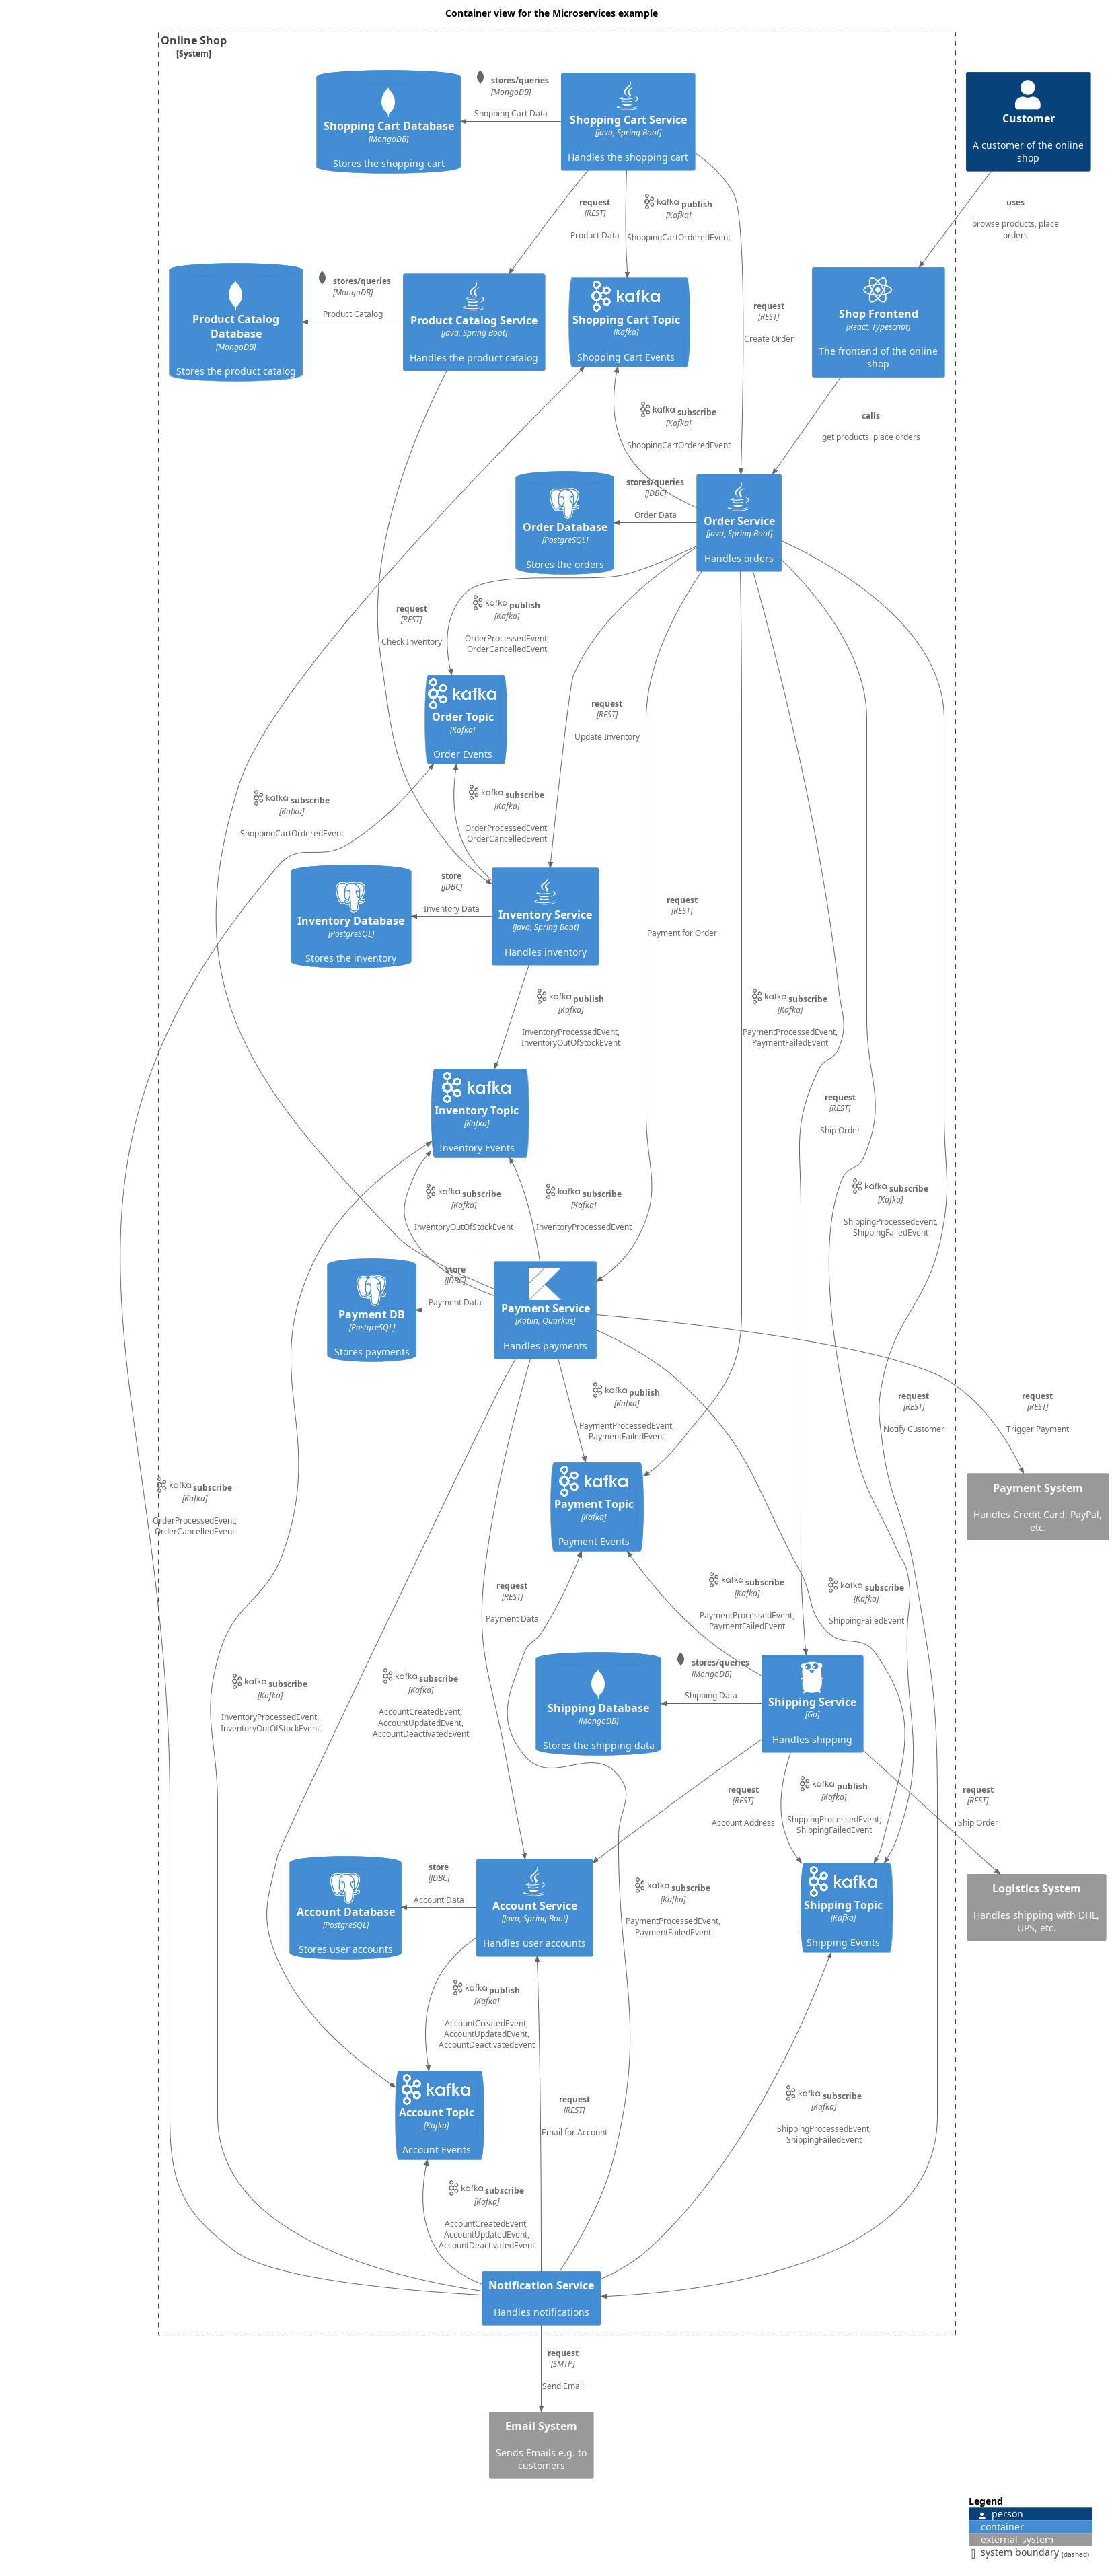 Container view for the Microservices example
Online Shop
[System]
stores/queries
[MongoDB]
Shopping Cart Data
Shopping Cart Database
[MongoDB]
Stores the shopping cart
Shopping Cart Service
[Java, Spring Boot]
Handles the shopping cart
Customer
A customer of the online
shop
request
[REST]
Product Data
kafka publish
[Kafka]
ShoppingCartOrderedEvent
uses
browse products, place
orders
stores/queries
[MongoDB]
Product Catalog
Product Catalog
Database
[MongoDB]
Stores the product catalog
Product Catalog Service
[Java, Spring Boot]
Handles the product catalog
kafka
Shopping Cart Topic
[Kafka]
Shopping Cart Events
request
[REST]
Create Order
Shop Frontend
[React, Typescript]
The frontend of the online
shop
kafka subscribe
[Kafka]
ShoppingCartOrderedEvent
calls
get products, place orders
stores/queries
[JDBC]
Order Data
Order Database
[PostgreSQL]
Stores the orders
Order Service
[Java, Spring Boot]
Handles orders
request
[REST]
Check Inventory
kafka publish
[Kafka]
OrderProcessedEvent,
OrderCancelledEvent
kafka
Order Topic
[Kafka]
Order Events
request
[REST]
Update Inventory
kafka subscribe
[Kafka]
ShoppingCartOrderedEvent
kafka subscribe
[Kafka]
OrderProcessedEvent,
OrderCancelledEvent
store
[JDBC]
Inventory Data
Inventory Database
[PostgreSQL]
Stores the inventory
Inventory Service
[Java, Spring Boot]
Handles inventory
request
[REST]
Payment for Order
kafka publish
[Kafka]
InventoryProcessedEvent,
InventoryOutOfStockEvent
kafka subscribe
[Kafka]
PaymentProcessedEvent,
PaymentFailedEvent
kafka
Inventory Topic
[Kafka]
Inventory Events
request
[REST]
Ship Order
kafka subscribe
[Kafka]
InventoryOutOfStockEvent
kafka subscribe
[Kafka]
InventoryProcessedEvent
kafka subscribe
[Kafka]
ShippingProcessedEvent,
ShippingFailedEvent
store
[JDBC]
Payment Data
Payment DB
[PostgreSQL]
Stores payments
Payment Service
[Kotlin, Quarkus]
Handles payments
kafka publish
[Kafka]
PaymentProcessedEvent,
PaymentFailedEvent
request
[REST]
Notify Customer
request
[REST]
Trigger Payment
kafka subscribe
[Kafka]
OrderProcessedEvent,
OrderCancelledEvent
kafka
Payment Topic
[Kafka]
Payment Events
Payment System
Handles Credit Card, PayPal,
etc.
request
[REST]
Payment Data
kafka subscribe
[Kafka]
PaymentProcessedEvent,
PaymentFailedEvent
kafka subscribe
[Kafka]
ShippingFailedEvent
kafka subscribe
[Kafka]
InventoryProcessedEvent,
InventoryOutOfStockEvent
kafka subscribe
[Kafka]
AccountCreatedEvent,
AccountUpdatedEvent,
AccountDeactivatedEvent
stores/queries
[MongoDB]
Shipping Data
Shipping Database
[MongoDB]
Stores the shipping data
Shipping Service
[Go]
Handles shipping
request
[REST]
Account Address
kafka publish
[Kafka]
ShippingProcessedEvent,
ShippingFailedEvent
request
[REST]
Ship Order
store
[JDBC]
Account Data
Account Database
[PostgreSQL]
Stores user accounts
Account Service
[Java, Spring Boot]
Handles user accounts
kafka subscribe
[Kafka]
PaymentProcessedEvent,
PaymentFailedEvent
kafka
Shipping Topic
[Kafka]
Shipping Events
Logistics System
Handles shipping with DHL,
UPS, etc.
kafka publish
[Kafka]
AccountCreatedEvent,
AccountUpdatedEvent,
AccountDeactivatedEvent
kafka
Account Topic
[Kafka]
Account Events
request
[REST]
Email for Account
kafka subscribe
[Kafka]
ShippingProcessedEvent,
ShippingFailedEvent
kafka subscribe
[Kafka]
AccountCreatedEvent,
AccountUpdatedEvent,
AccountDeactivatedEvent
Notification Service
Handles notifications
request
[SMTP]
Send Email
Email System
Sends Emails e.g. to
customers
Legend
person
container
external_system
system boundary (dashed)